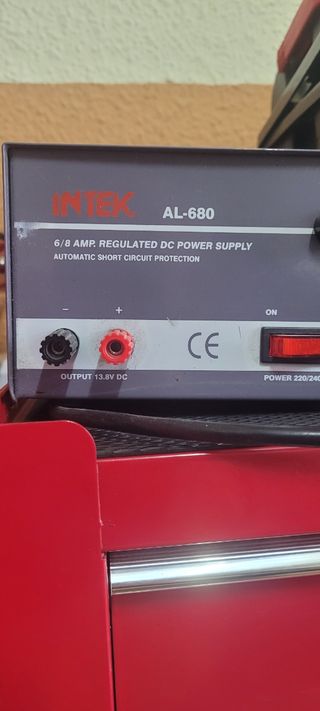 INTEK AL-680
6/8 AMP. REGULATED DC POWER SUPPLY
AUTOMATIC SHORT CIRCUIT PROTECTION
- +
ON
CE
OUTPUT 13.8V DC
POWER 220/240